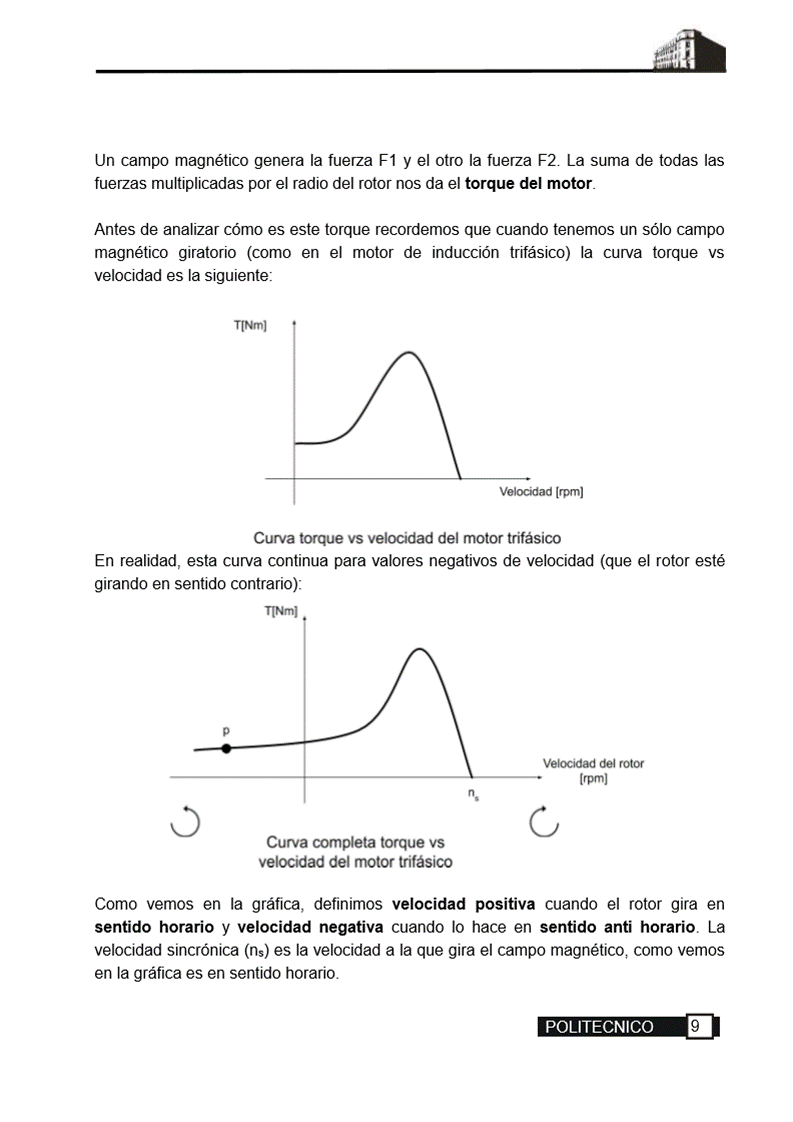 Un campo magnético genera la fuerza F1 y el otro la fuerza F2. La suma de todas las
fuerzas multiplicadas por el radio del rotor nos da el torque del motor.
Antes de analizar cómo es este torque recordemos que cuando tenemos un sólo campo
magnético giratorio (como en el motor de inducción trifásico) la curva torque vs
velocidad es la siguiente:
T[Nm]
Velocidad [rpm]
Curva torque vs velocidad del motor trifásico
En realidad, esta curva continua para valores negativos de velocidad (que el rotor esté
girando en sentido contrario):
T[Nm]
p
Velocidad del rotor
[rpm]
ns
Curva completa torque vs
velocidad del motor trifásico
Como vemos en la gráfica, definimos velocidad positiva cuando el rotor gira en
sentido horario y velocidad negativa cuando lo hace en sentido anti horario. La
velocidad sincrónica (ns) es la velocidad a la que gira el campo magnético, como vemos
en la gráfica es en sentido horario.
POLITECNICO 9